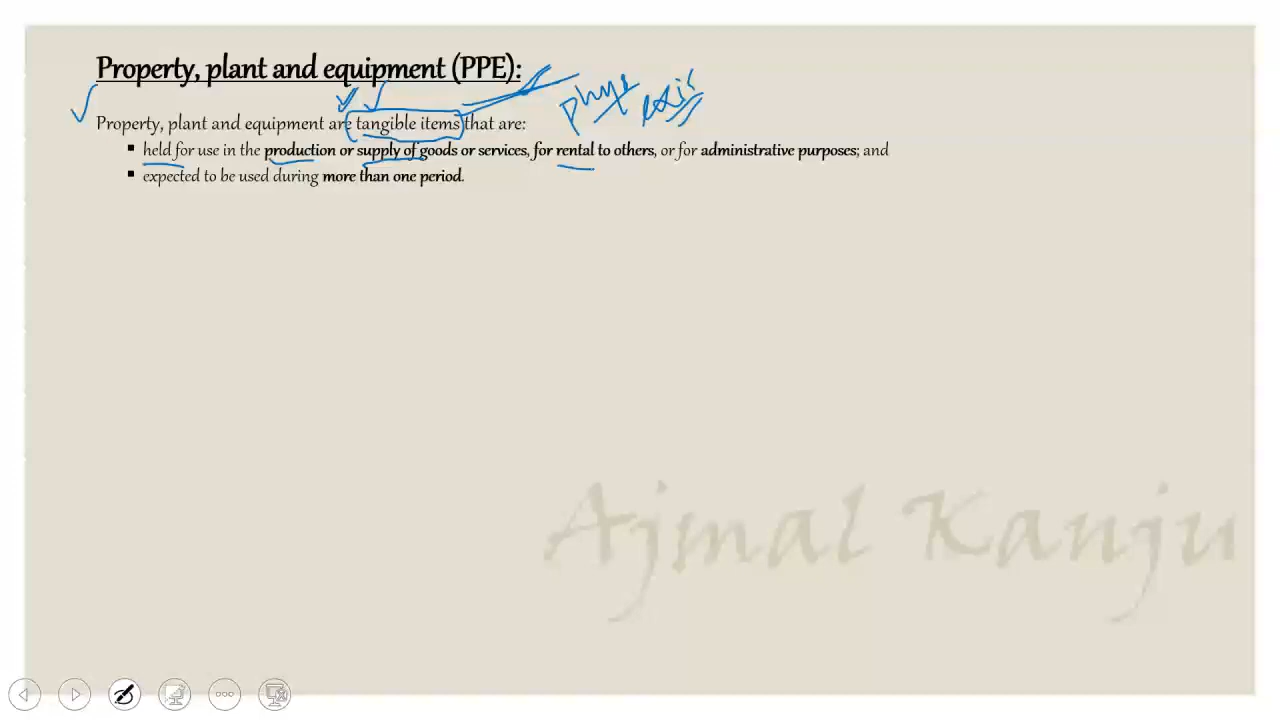 Property, plant and equipment (PPE):
phys exis
Property, plant and equipment are tangible items that are:
▪ held for use in the production or supply of goods or services, for rental to others, or for administrative purposes; and
▪ expected to be used during more than one period.
Ajmal Kanju